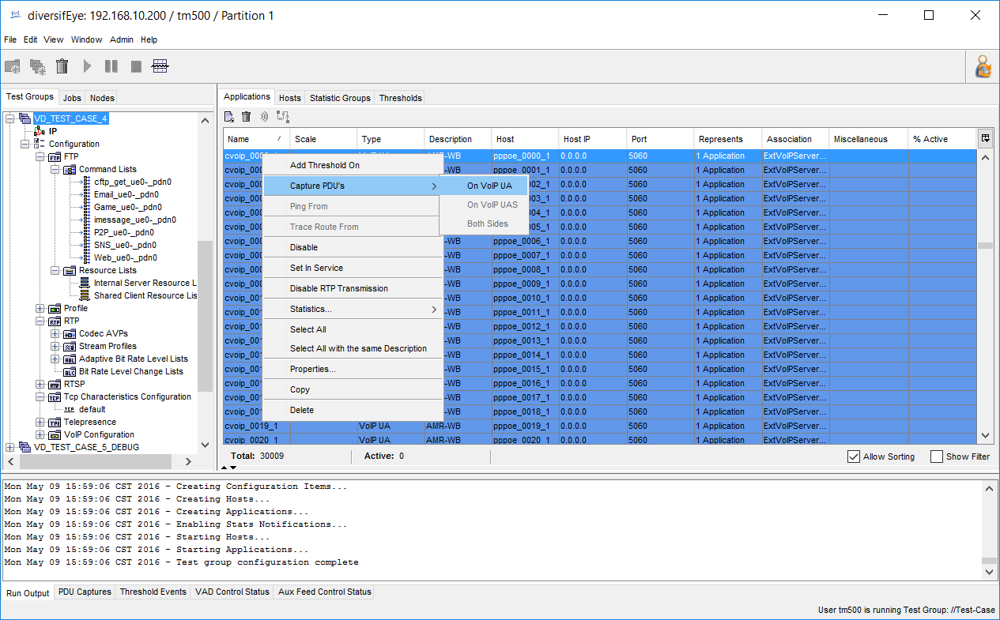 diversifEye: 192.168.10.200 / tm500 / Partition 1
File Edit View Window Admin Help
Test Groups Jobs Nodes
VD_TEST_CASE_4
IP
Configuration
FTP
Command Lists
cftp_get_ue0-_pdn0
Email_ue0-_pdn0
Game_ue0-_pdn0
imessage_ue0-_pdn0
P2P_ue0-_pdn0
SNS_ue0-_pdn0
Web_ue0-_pdn0
Resource Lists
Internal Server Resource L
Shared Client Resource Lis
Profile
RTP
Codec AVPs
Stream Profiles
Adaptive Bit Rate Level Lists
Bit Rate Level Change Lists
RTSP
Tcp Characteristics Configuration
default
Telepresence
VoIP Configuration
VD_TEST_CASE_5_DEBUG
Applications Hosts Statistic Groups Thresholds
Name Scale Type Description Host Host IP Port Represents Association Miscellaneous % Active
-WB pppoe_0000_1 0.0.0.0 5060 1 Application ExtVoIPServer...
cvoip_000 -WB pppoe_0001_1 0.0.0.0 5060 1 Application ExtVoIPServer...
cvoip_000 002_1 0.0.0.0 5060 1 Application ExtVoIPServer...
cvoip_000 003_1 0.0.0.0 5060 1 Application ExtVoIPServer...
cvoip_000 004_1 0.0.0.0 5060 1 Application ExtVoIPServer...
cvoip_000 005_1 0.0.0.0 5060 1 Application ExtVoIPServer...
cvoip_000 -WB pppoe_0006_1 0.0.0.0 5060 1 Application ExtVoIPServer...
cvoip_000 -WB pppoe_0007_1 0.0.0.0 5060 1 Application ExtVoIPServer...
cvoip_000 -WB pppoe_0008_1 0.0.0.0 5060 1 Application ExtVoIPServer...
cvoip_000 -WB pppoe_0009_1 0.0.0.0 5060 1 Application ExtVoIPServer...
cvoip_001 -WB pppoe_0010_1 0.0.0.0 5060 1 Application ExtVoIPServer...
cvoip_001 -WB pppoe_0011_1 0.0.0.0 5060 1 Application ExtVoIPServer...
cvoip_001 -WB pppoe_0012_1 0.0.0.0 5060 1 Application ExtVoIPServer...
cvoip_001 -WB pppoe_0013_1 0.0.0.0 5060 1 Application ExtVoIPServer...
cvoip_001 -WB pppoe_0014_1 0.0.0.0 5060 1 Application ExtVoIPServer...
cvoip_001 -WB pppoe_0015_1 0.0.0.0 5060 1 Application ExtVoIPServer...
cvoip_001 -WB pppoe_0016_1 0.0.0.0 5060 1 Application ExtVoIPServer...
cvoip_001 -WB pppoe_0017_1 0.0.0.0 5060 1 Application ExtVoIPServer...
cvoip_001 -WB pppoe_0018_1 0.0.0.0 5060 1 Application ExtVoIPServer...
cvoip_0019_1 VoIP UA AMR-WB pppoe_0019_1 0.0.0.0 5060 1 Application ExtVoIPServer...
cvoip_0020_1 VoIP UA AMR-WB pppoe_0020_1 0.0.0.0 5060 1 Application ExtVoIPServer...
Add Threshold On
Capture PDU's
Ping From
Trace Route From
Disable
Set In Service
Disable RTP Transmission
Statistics...
Select All
Select All with the same Description
Properties...
Copy
Delete
On VoIP UA
On VoIP UAS
Both Sides
Total: 30009 Active: 0 Allow Sorting Show Filter
Mon May 09 15:59:06 CST 2016 - Creating Configuration Items...
Mon May 09 15:59:06 CST 2016 - Creating Hosts...
Mon May 09 15:59:06 CST 2016 - Creating Applications...
Mon May 09 15:59:06 CST 2016 - Enabling Stats Notifications...
Mon May 09 15:59:06 CST 2016 - Starting Hosts...
Mon May 09 15:59:06 CST 2016 - Starting Applications...
Mon May 09 15:59:06 CST 2016 - Test group configuration complete
Run Output PDU Captures Threshold Events VAD Control Status Aux Feed Control Status
User tm500 is running Test Group: //Test-Case